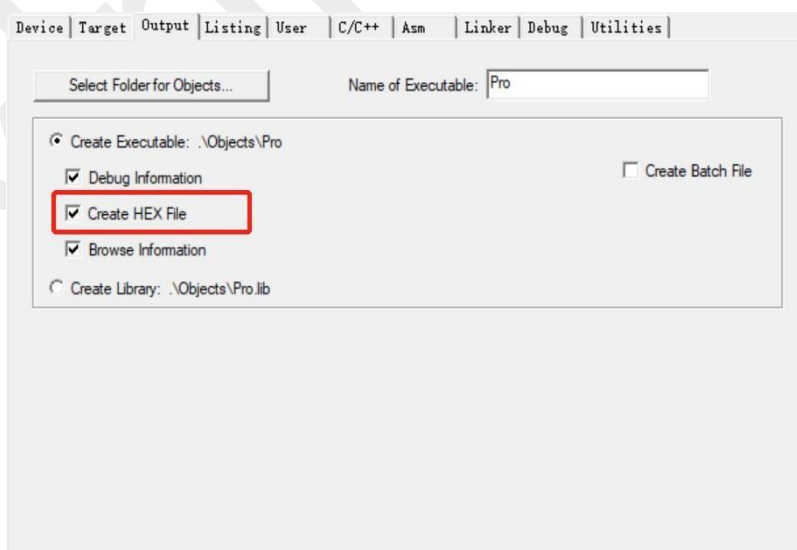 Device Target Output Listing User C/C++ Asm Linker Debug Utilities
Select Folder for Objects... Name of Executable: Pro
Create Executable: .\Objects\Pro
Debug Information Create Batch File
Create HEX File
Browse Information
Create Library: .\Objects\Pro.lib